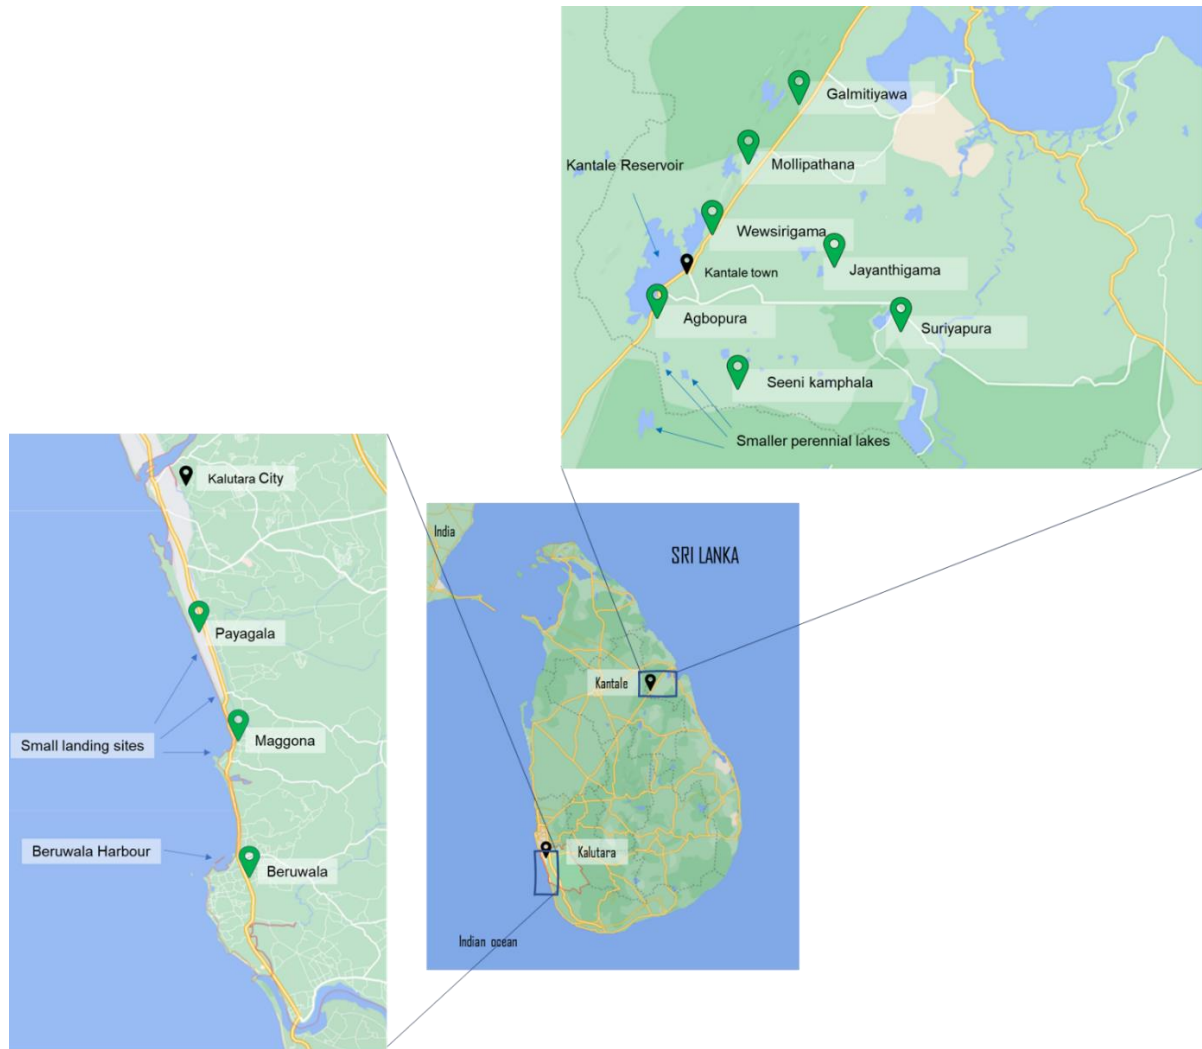 Galmitiyawa
Mollipathana
Kantale Reservoir
Wewsirigama
Jayanthigama
Kantale town
Agbopura
Suriyapura
Seeni kamphala
Smaller perennial lakes
Kalutara City
Payagala
Small landing sites
Maggona
Beruwala Harbour
Beruwala
India
SRI LANKA
Kantale
Kalutara
Indian ocean